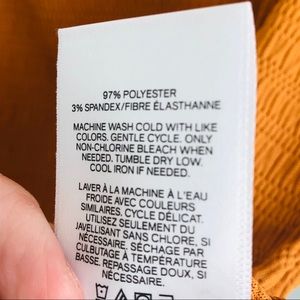 97% POLYESTER
3% SPANDEX/FIBRE ÉLASTHANNE
MACHINE WASH COLD WITH LIKE
COLORS. GENTLE CYCLE. ONLY
NON-CHLORINE BLEACH WHEN
NEEDED. TUMBLE DRY LOW.
COOL IRON IF NEEDED.
LAVER À LA MACHINE À L'EAU
FROIDE AVEC COULEURS
SIMILAIRES. CYCLE DÉLICAT.
UTILISEZ SEULEMENT DU
JAVELLISANT SANS CHLORE, SI
NÉCESSAIRE. SÉCHAGE PAR
CULBUTAGE À TEMPÉRATURE
BASSE. REPASSAGE DOUX, SI
NÉCESSAIRE.